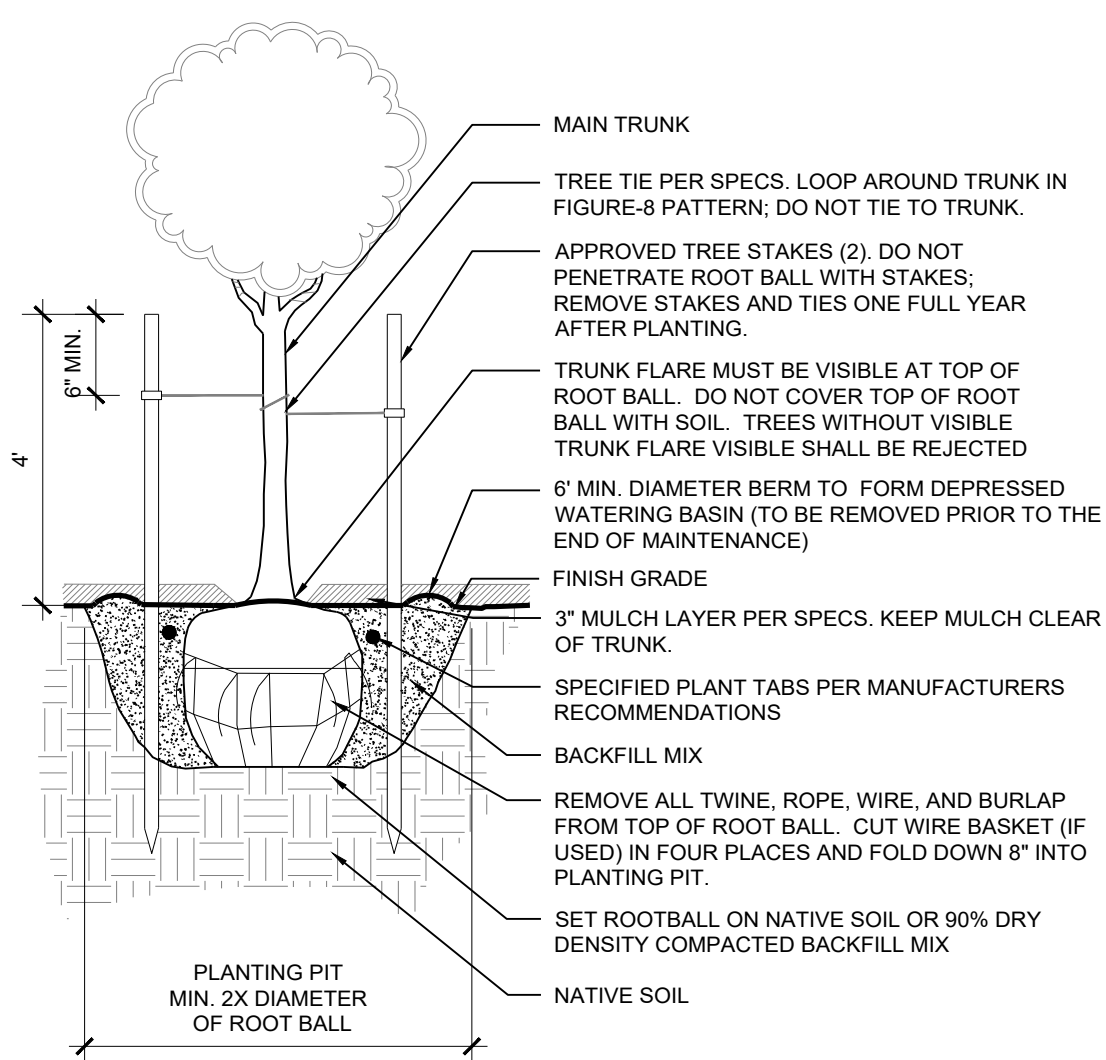 MAIN TRUNK
TREE TIE PER SPECS. LOOP AROUND TRUNK IN
FIGURE-8 PATTERN; DO NOT TIE TO TRUNK.
APPROVED TREE STAKES (2). DO NOT
PENETRATE ROOT BALL WITH STAKES;
REMOVE STAKES AND TIES ONE FULL YEAR
AFTER PLANTING.
6" MIN.
4'
TRUNK FLARE MUST BE VISIBLE AT TOP OF
ROOT BALL. DO NOT COVER TOP OF ROOT
BALL WITH SOIL. TREES WITHOUT VISIBLE
TRUNK FLARE VISIBLE SHALL BE REJECTED
6' MIN. DIAMETER BERM TO FORM DEPRESSED
WATERING BASIN (TO BE REMOVED PRIOR TO THE
END OF MAINTENANCE)
FINISH GRADE
3" MULCH LAYER PER SPECS. KEEP MULCH CLEAR
OF TRUNK.
SPECIFIED PLANT TABS PER MANUFACTURERS
RECOMMENDATIONS
BACKFILL MIX
REMOVE ALL TWINE, ROPE, WIRE, AND BURLAP
FROM TOP OF ROOT BALL. CUT WIRE BASKET (IF
USED) IN FOUR PLACES AND FOLD DOWN 8" INTO
PLANTING PIT.
SET ROOTBALL ON NATIVE SOIL OR 90% DRY
DENSITY COMPACTED BACKFILL MIX
NATIVE SOIL
PLANTING PIT
MIN. 2X DIAMETER
OF ROOT BALL